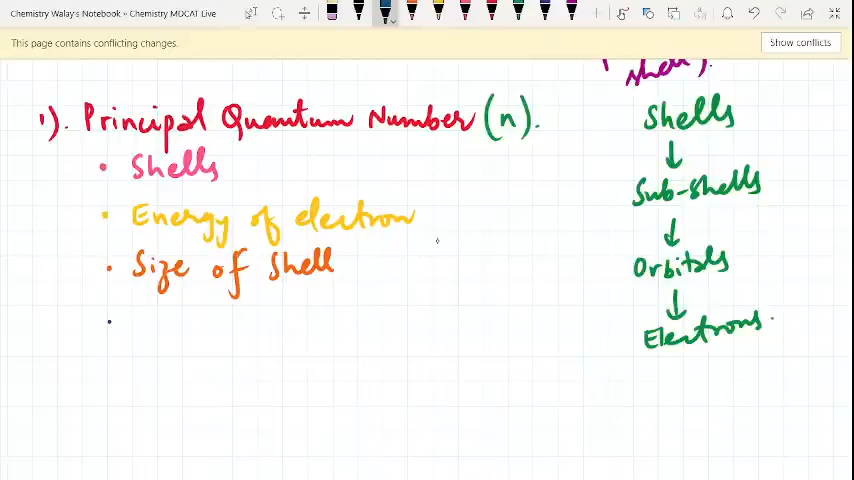 Chemistry Walay's Notebook » Chemistry MDCAT Live
This page contains conflicting changes.
Show conflicts
shell).
1). Principal Quantum Number (n).
• Shells
• Energy of electron
• Size of Shell
•
Shells
↓
Sub-Shells
↓
Orbitals
↓
Electrons.